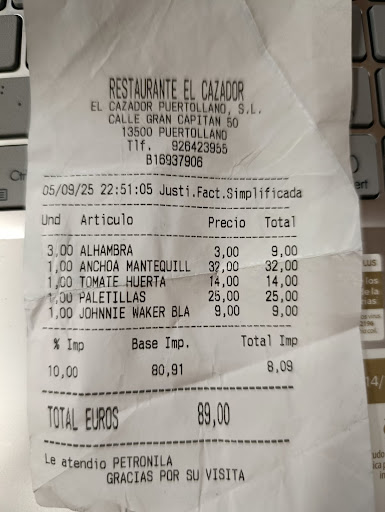 RESTAURANTE EL CAZADOR
EL CAZADOR PUERTOLLANO, S.L.
CALLE GRAN CAPITAN 50
13500 PUERTOLLANO
Tlf. 926423955
B16937906
05/09/25 22:51:05 Justi.Fact.Simplificada
Und Articulo Precio Total
3,00 ALHAMBRA 3,00 9,00
1,00 ANCHOA MANTEQUILL 32,00 32,00
1,00 TOMATE HUERTA 14,00 14,00
1,00 PALETILLAS 25,00 25,00
1,00 JOHNNIE WAKER BLA 9,00 9,00
% Imp Base Imp. Total Imp
10,00 80,91 8,09
TOTAL EUROS 89,00
Le atendio PETRONILA
GRACIAS POR SU VISITA